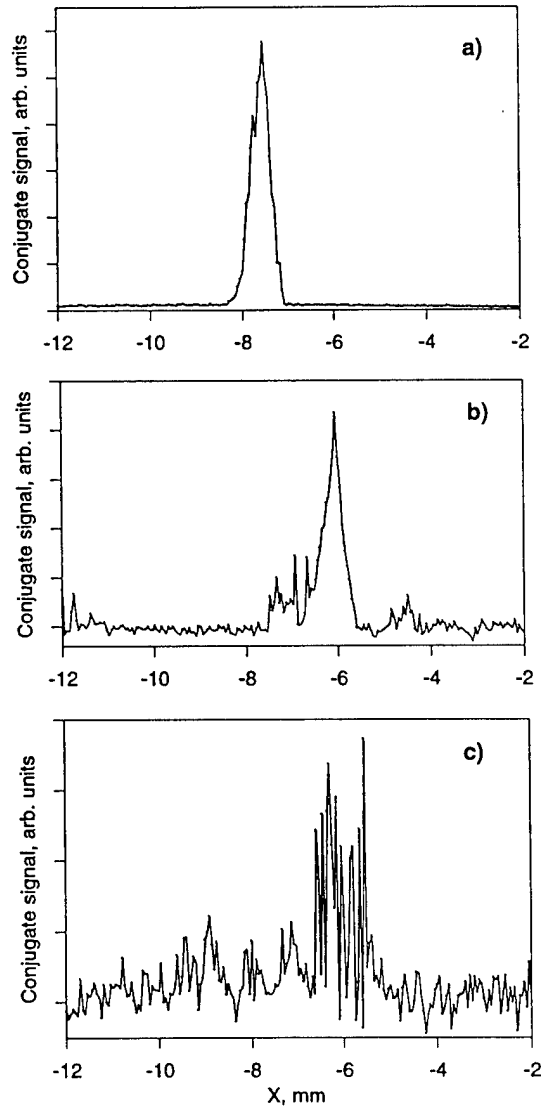 a)
Conjugate signal, arb. units
-12 -10 -8 -6 -4 -2
b)
Conjugate signal, arb. units
-12 -10 -8 -6 -4 -2
c)
Conjugate signal, arb. units
-12 -10 -8 -6 -4 -2
X, mm